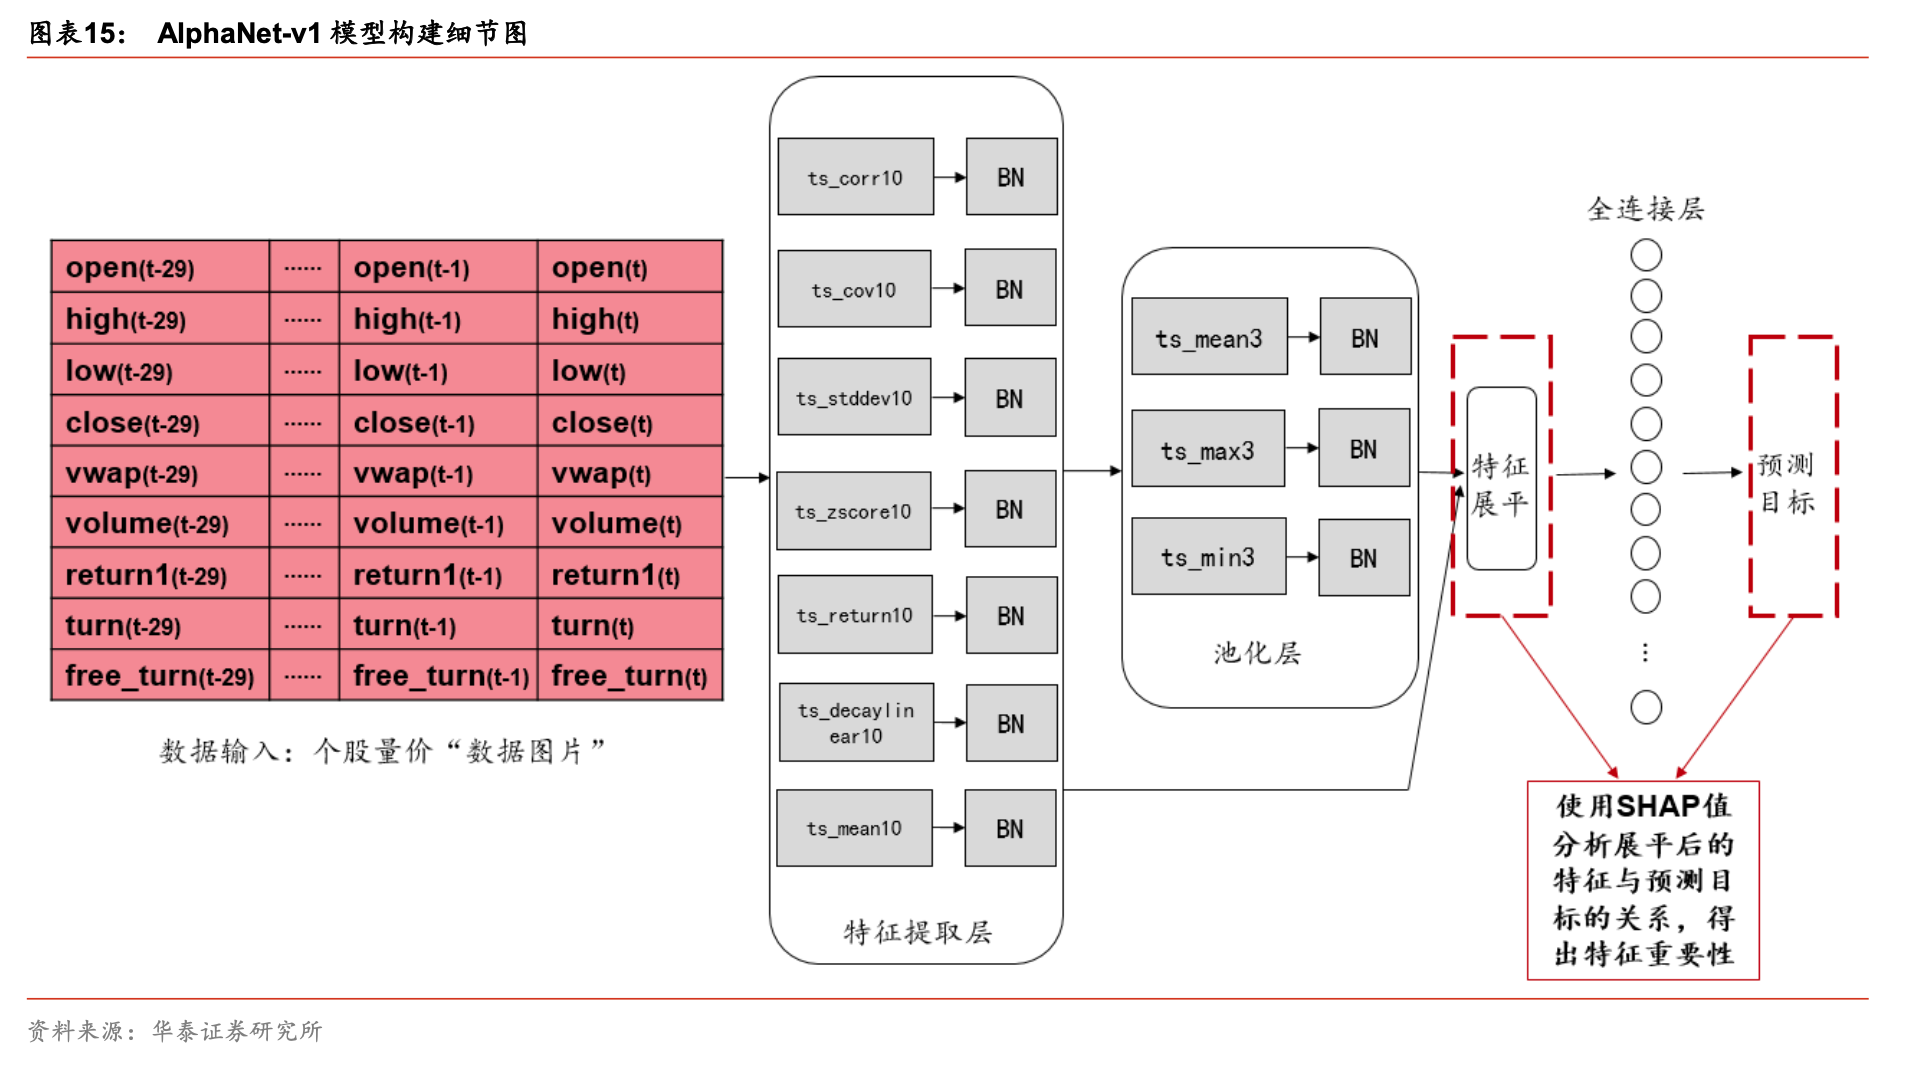 图表15： AlphaNet-v1 模型构建细节图
open(t-29) ...... open(t-1) open(t)
high(t-29) ...... high(t-1) high(t)
low(t-29) ...... low(t-1) low(t)
close(t-29) ...... close(t-1) close(t)
vwap(t-29) ...... vwap(t-1) vwap(t)
volume(t-29) ...... volume(t-1) volume(t)
return1(t-29) ...... return1(t-1) return1(t)
turn(t-29) ...... turn(t-1) turn(t)
free_turn(t-29) ...... free_turn(t-1) free_turn(t)
数据输入：个股量价“数据图片”
ts_corr10 BN
ts_cov10 BN
ts_stddev10 BN
ts_zscore10 BN
ts_return10 BN
ts_decaylin
ear10 BN
ts_mean10 BN
特征提取层
ts_mean3 BN
ts_max3 BN
ts_min3 BN
池化层
特征
展平
全连接层
⋮
预测
目标
使用SHAP值
分析展平后的
特征与预测目
标的关系，得
出特征重要性
资料来源：华泰证券研究所